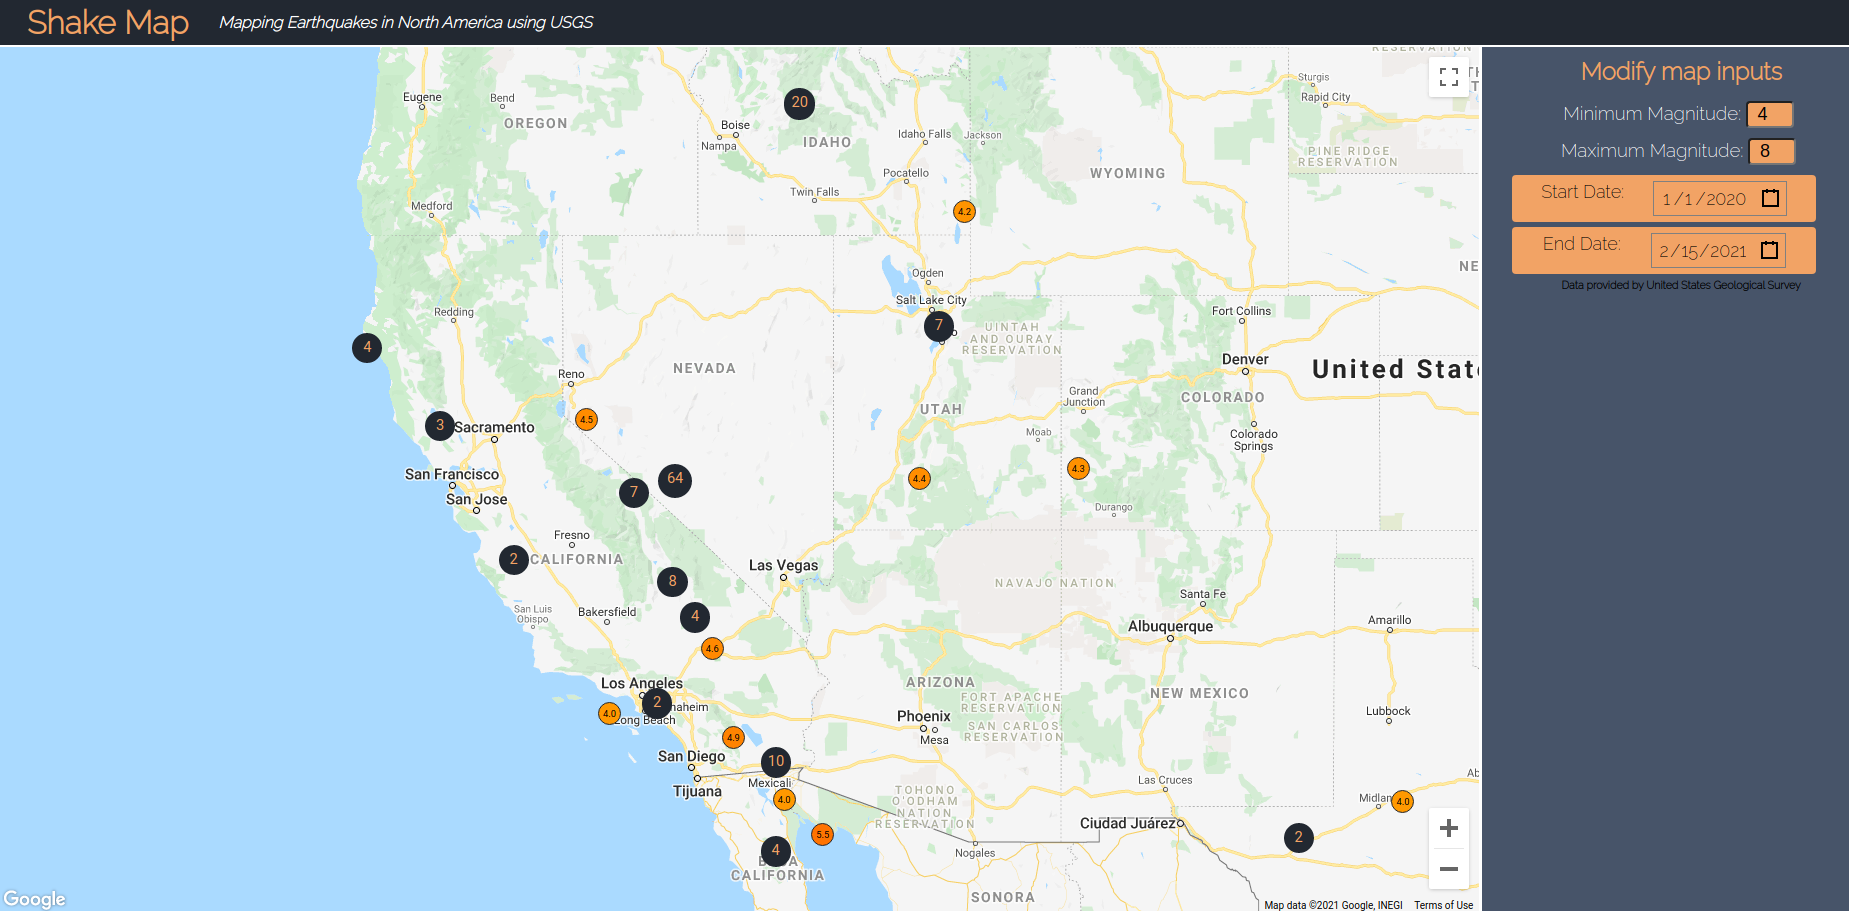 Shake Map
Mapping Earthquakes in North America using USGS
Modify map inputs
Minimum Magnitude: 4
Maximum Magnitude: 8
Start Date: 1/1/2020
End Date: 2/15/2021
Data provided by United States Geological Survey
RESERVATION
Sturgis
Rapid City
Eugene
Bend
20
OREGON
Boise
Nampa
IDAHO
Idaho Falls
Jackson
PINE RIDGE
RESERVATION
Pocatello
WYOMING
Twin Falls
Medford
4.2
Ogden
Salt Lake City
Redding
7
UINTAH
AND OURAY
RESERVATION
Fort Collins
4
Denver
United
NEVADA
Reno
Grand
Junction
COLORADO
UTAH
4.5
3
Sacramento
Moab
Colorado
Springs
San Francisco
64
4.4
4.3
7
San Jose
Durango
Fresno
2
CALIFORNIA
Las Vegas
8
NAVAJO NATION
Santa Fe
San Luis
Obispo
Bakersfield
4
Albuquerque
Amarillo
4.6
Los Angeles
ARIZONA
NEW MEXICO
FORT APACHE
RESERVATION
2
naheim
4.0
Long Beach
Phoenix
Mesa
SAN CARLOS
RESERVATION
Lubbock
4.9
San Diego
10
Mexicali
Tijuana
4.0
Las Cruces
TOHONO
O'ODHAM
NATION
RESERVATION
4.0
Ciudad Juárez
5.5
2
4
CALIFORNIA
Nogales
SONORA
Google
Map data ©2021 Google, INEGI
Terms of Use